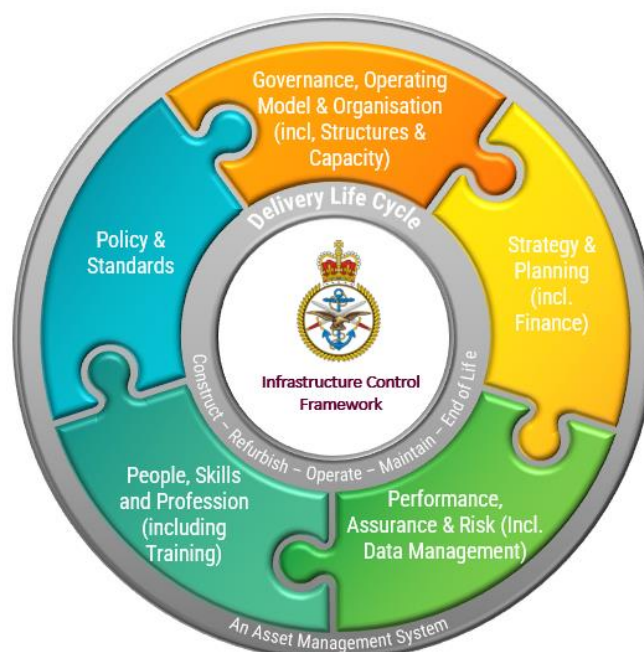 Governance, Operating
Model & Organisation
(incl, Structures &
Capacity)
Strategy &
Planning
(incl.
Finance)
Performance,
Assurance & Risk (Incl.
Data Management)
People, Skills
and Profession
(including
Training)
Policy &
Standards
Delivery Life Cycle
Infrastructure Control
Framework
Construct – Refurbish – Operate – Maintain – End of Life
An Asset Management System